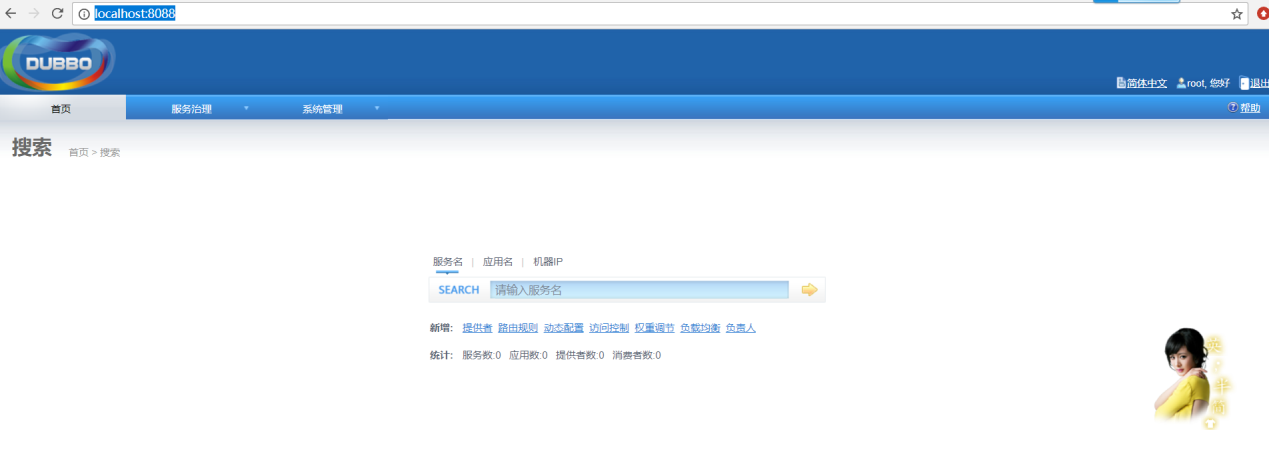 localhost:8088
DUBBO
简体中文 root, 您好 退出
首页 服务治理 系统管理 帮助
搜索 首页 > 搜索
服务名 | 应用名 | 机器IP
SEARCH 请输入服务名
新增: 提供者 路由规则 动态配置 访问控制 权重调节 负载均衡 负责人
统计: 服务数:0 应用数:0 提供者数:0 消费者数:0
英
半
简